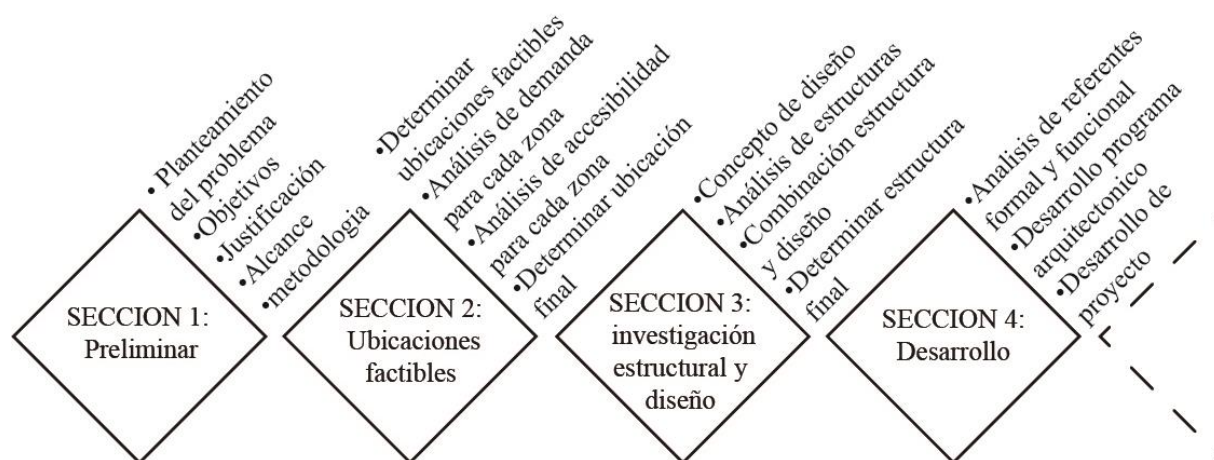 • Planteamiento
del problema
•Objetivos
•Justificación
•Alcance
•metodologia
SECCION 1:
Preliminar
•Determinar
ubicaciones factibles
•Análisis de demanda
para cada zona
•Análisis de accesibilidad
para cada zona
•Determinar ubicación
final
SECCION 2:
Ubicaciones
factibles
•Concepto de diseño
•Análisis de estructuras
•Combinación estructura
y diseño
•Determinar estructura
final
SECCION 3:
investigación
estructural y
diseño
•Analisis de referentes
formal y funcional
•Desarrollo programa
arquitectonico
•Desarrollo de
proyecto
SECCION 4:
Desarrollo